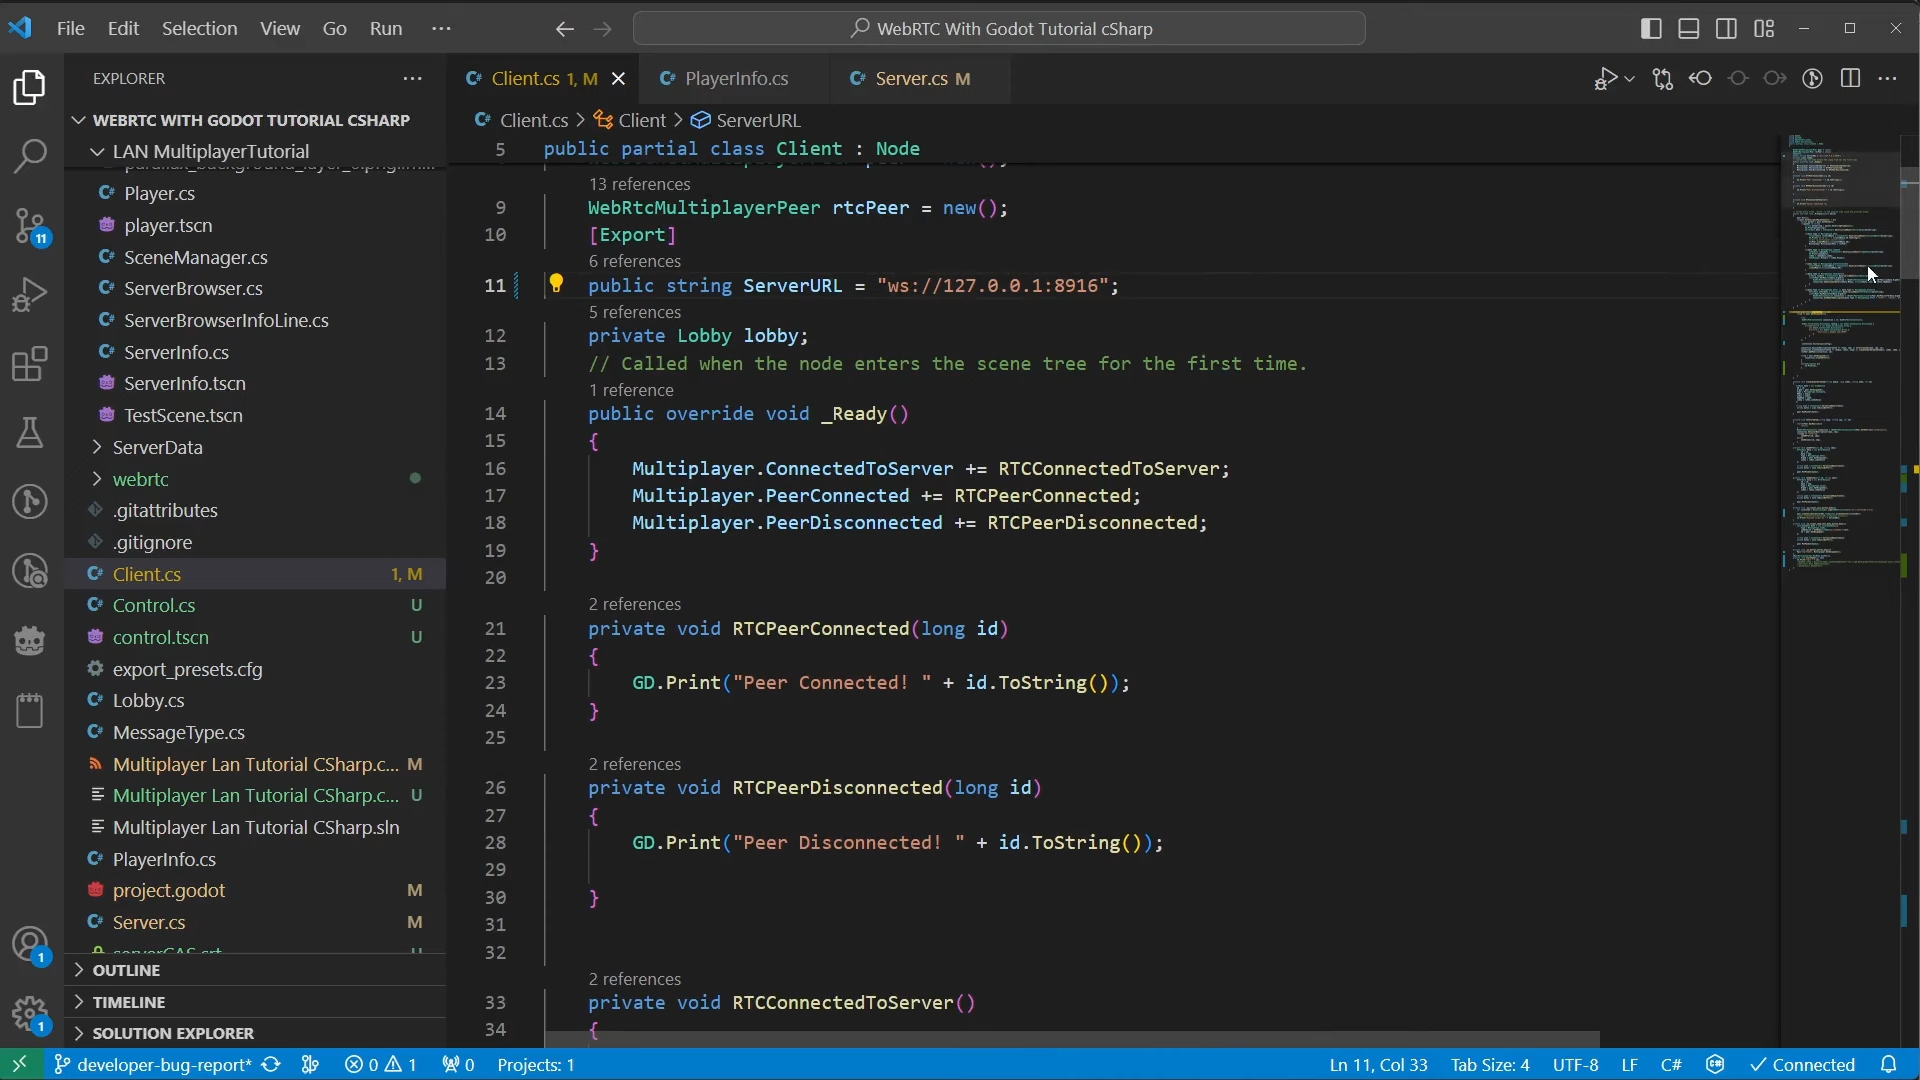 File Edit Selection View Go Run ···
WebRTC With Godot Tutorial cSharp
EXPLORER
WEBRTC WITH GODOT TUTORIAL CSHARP
LAN MultiplayerTutorial
Player.cs
player.tscn
SceneManager.cs
ServerBrowser.cs
ServerBrowserInfoLine.cs
ServerInfo.cs
ServerInfo.tscn
TestScene.tscn
ServerData
webrtc
.gitattributes
.gitignore
Client.cs 1, M
Control.cs U
control.tscn U
export_presets.cfg
Lobby.cs
MessageType.cs
Multiplayer Lan Tutorial CSharp.c... M
Multiplayer Lan Tutorial CSharp.c... U
Multiplayer Lan Tutorial CSharp.sln
PlayerInfo.cs
project.godot M
Server.cs M
OUTLINE
TIMELINE
SOLUTION EXPLORER
11
1
1
Client.cs 1, M PlayerInfo.cs Server.cs M
Client.cs > Client > ServerURL
5 public partial class Client : Node
13 references
9 WebRtcMultiplayerPeer rtcPeer = new();
10 [Export]
6 references
11 public string ServerURL = "ws://127.0.0.1:8916";
5 references
12 private Lobby lobby;
13 // Called when the node enters the scene tree for the first time.
1 reference
14 public override void _Ready()
15 {
16 Multiplayer.ConnectedToServer += RTCConnectedToServer;
17 Multiplayer.PeerConnected += RTCPeerConnected;
18 Multiplayer.PeerDisconnected += RTCPeerDisconnected;
19 }
20
2 references
21 private void RTCPeerConnected(long id)
22 {
23 GD.Print("Peer Connected! " + id.ToString());
24 }
25
2 references
26 private void RTCPeerDisconnected(long id)
27 {
28 GD.Print("Peer Disconnected! " + id.ToString());
29
30 }
31
32
2 references
33 private void RTCConnectedToServer()
34 {
developer-bug-report* 0 1 0 Projects: 1 Ln 11, Col 33 Tab Size: 4 UTF-8 LF C# Connected